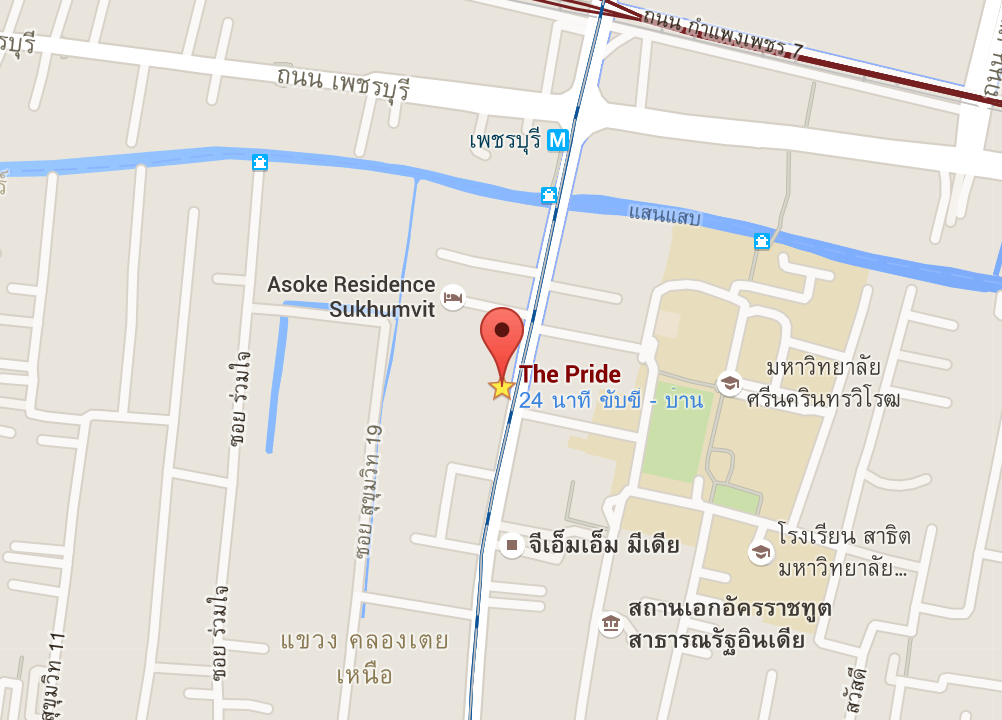 ถนน กำแพงเพชร 7
ถนน เพชรบุรี
เพชรบุรี
M
แสนแสบ
Asoke Residence
Sukhumvit
The Pride
24 นาที ขับขี่ - บ้าน
มหาวิทยาลัย
ศรีนครินทรวิโรฒ
ซอย ร่วมใจ
ซอย สุขุมวิท 19
จีเอ็มเอ็ม มีเดีย
โรงเรียน สาธิต
มหาวิทยาลัย...
สถานเอกอัครราชทูต
สาธารณรัฐอินเดีย
ซอย ร่วมใจ
แขวง คลองเตย
เหนือ
สุขุมวิท 11
สวัสดี
ถนน